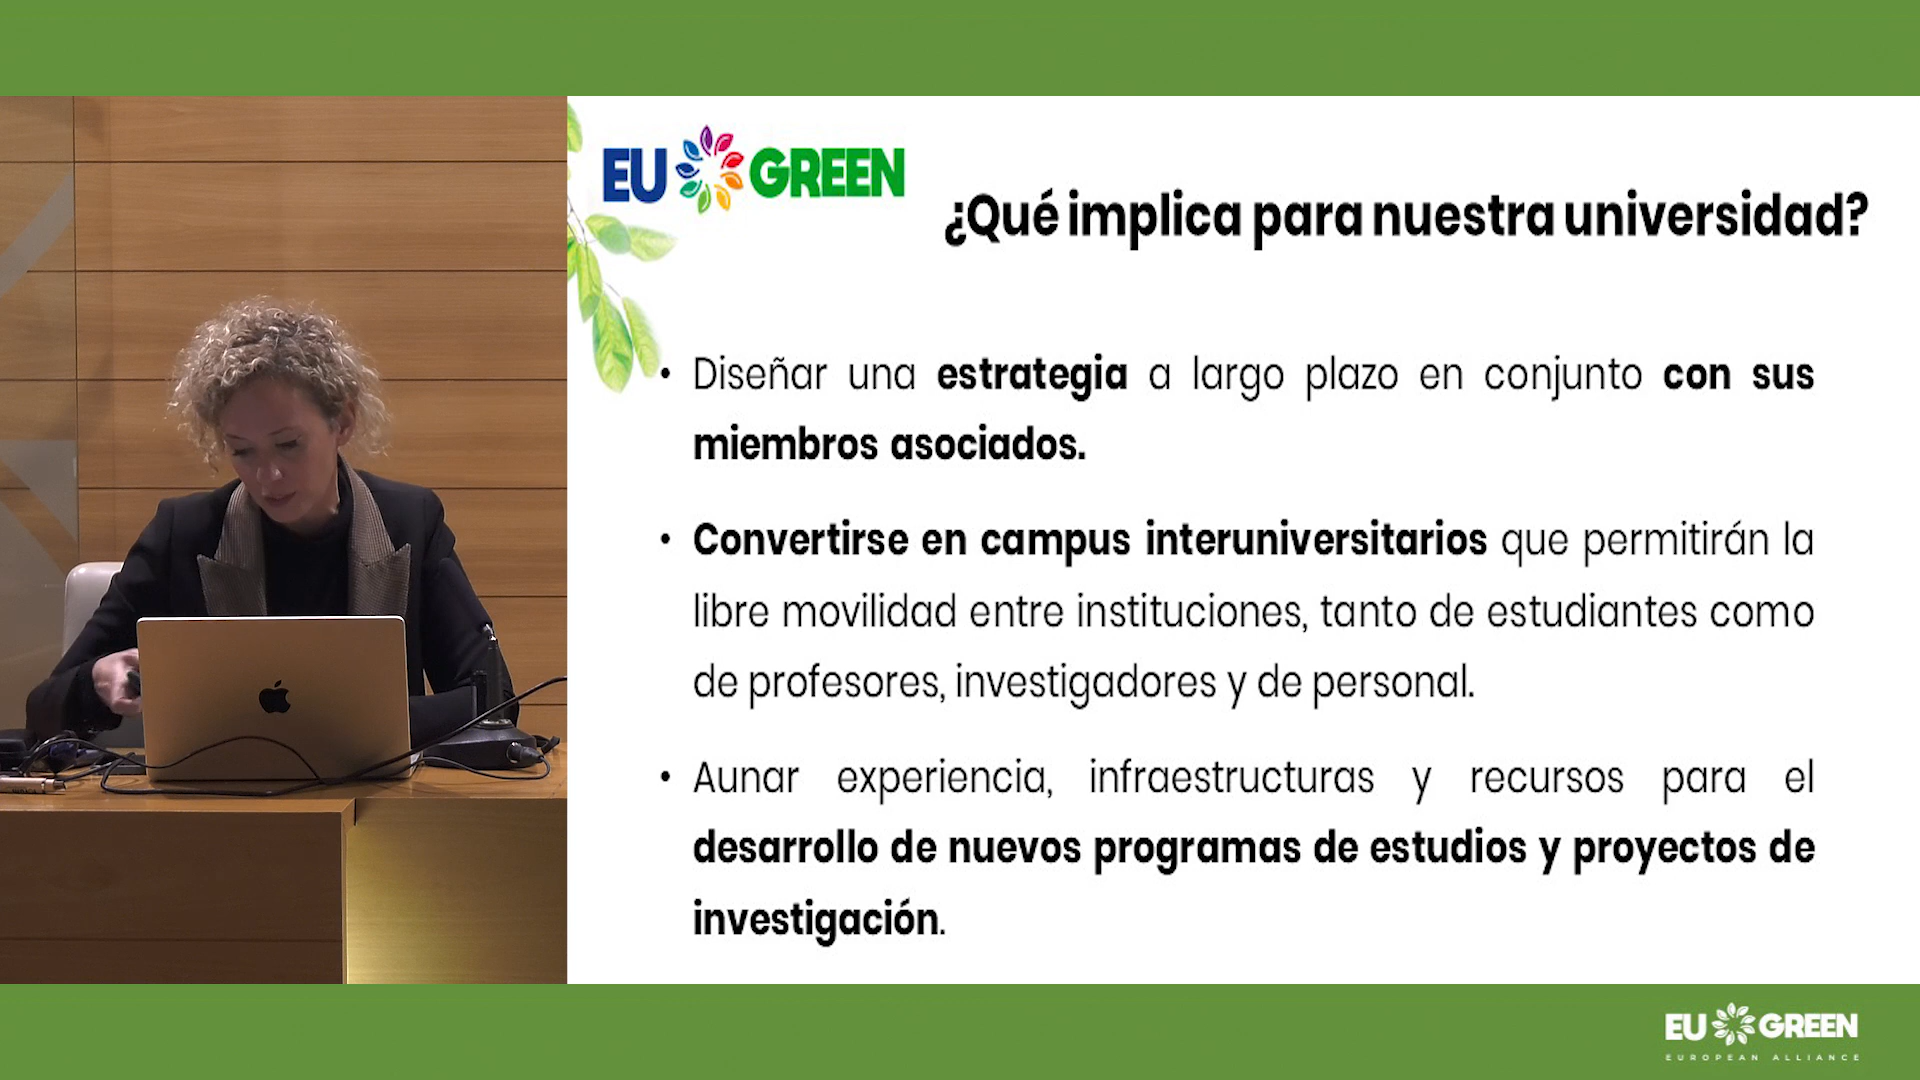 EU GREEN
¿Qué implica para nuestra universidad?
• Diseñar una estrategia a largo plazo en conjunto con sus
miembros asociados.
• Convertirse en campus interuniversitarios que permitirán la
libre movilidad entre instituciones, tanto de estudiantes como
de profesores, investigadores y de personal.
• Aunar experiencia, infraestructuras y recursos para el
desarrollo de nuevos programas de estudios y proyectos de
investigación.
EU GREEN
EUROPEAN ALLIANCE